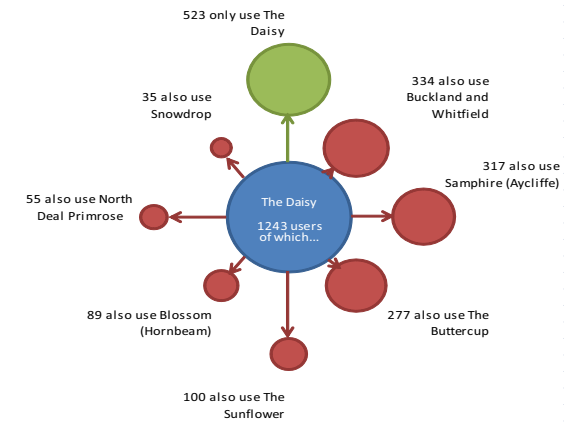 523 only use The
Daisy
35 also use
Snowdrop
334 also use
Buckland and
Whitfield
317 also use
Samphire (Aycliffe)
55 also use North
Deal Primrose
The Daisy
1243 users
of which...
89 also use Blossom
(Hornbeam)
277 also use The
Buttercup
100 also use The
Sunflower